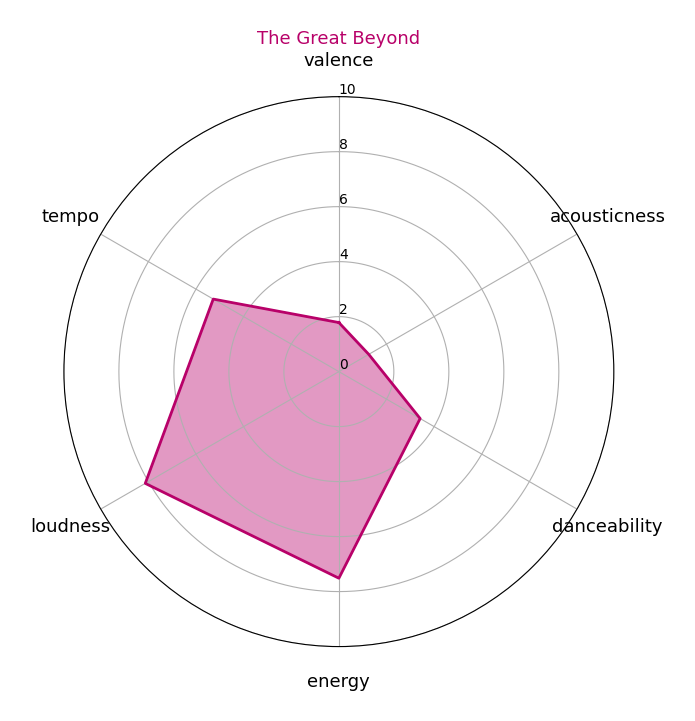 The Great Beyond
valence
10
8
6
4
2
0
tempo
acousticness
loudness
danceability
energy